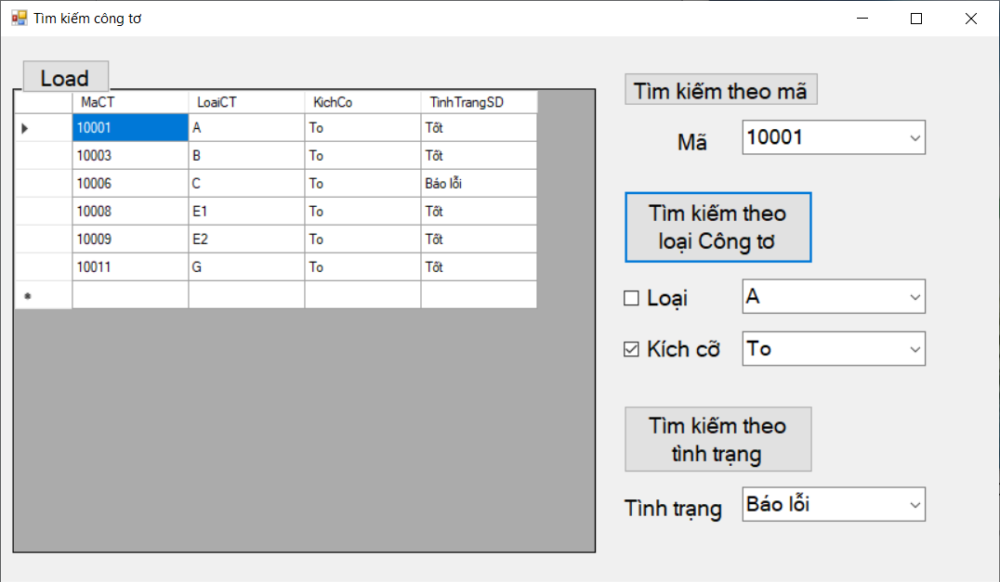 Tìm kiếm công tơ
Load
MaCT LoaiCT KichCo TinhTrangSD
10001 A To Tốt
10003 B To Tốt
10006 C To Báo lỗi
10008 E1 To Tốt
10009 E2 To Tốt
10011 G To Tốt
Tìm kiếm theo mã
Mã 10001
Tìm kiếm theo
loại Công tơ
Loại A
Kích cỡ To
Tìm kiếm theo
tình trạng
Tình trạng Báo lỗi